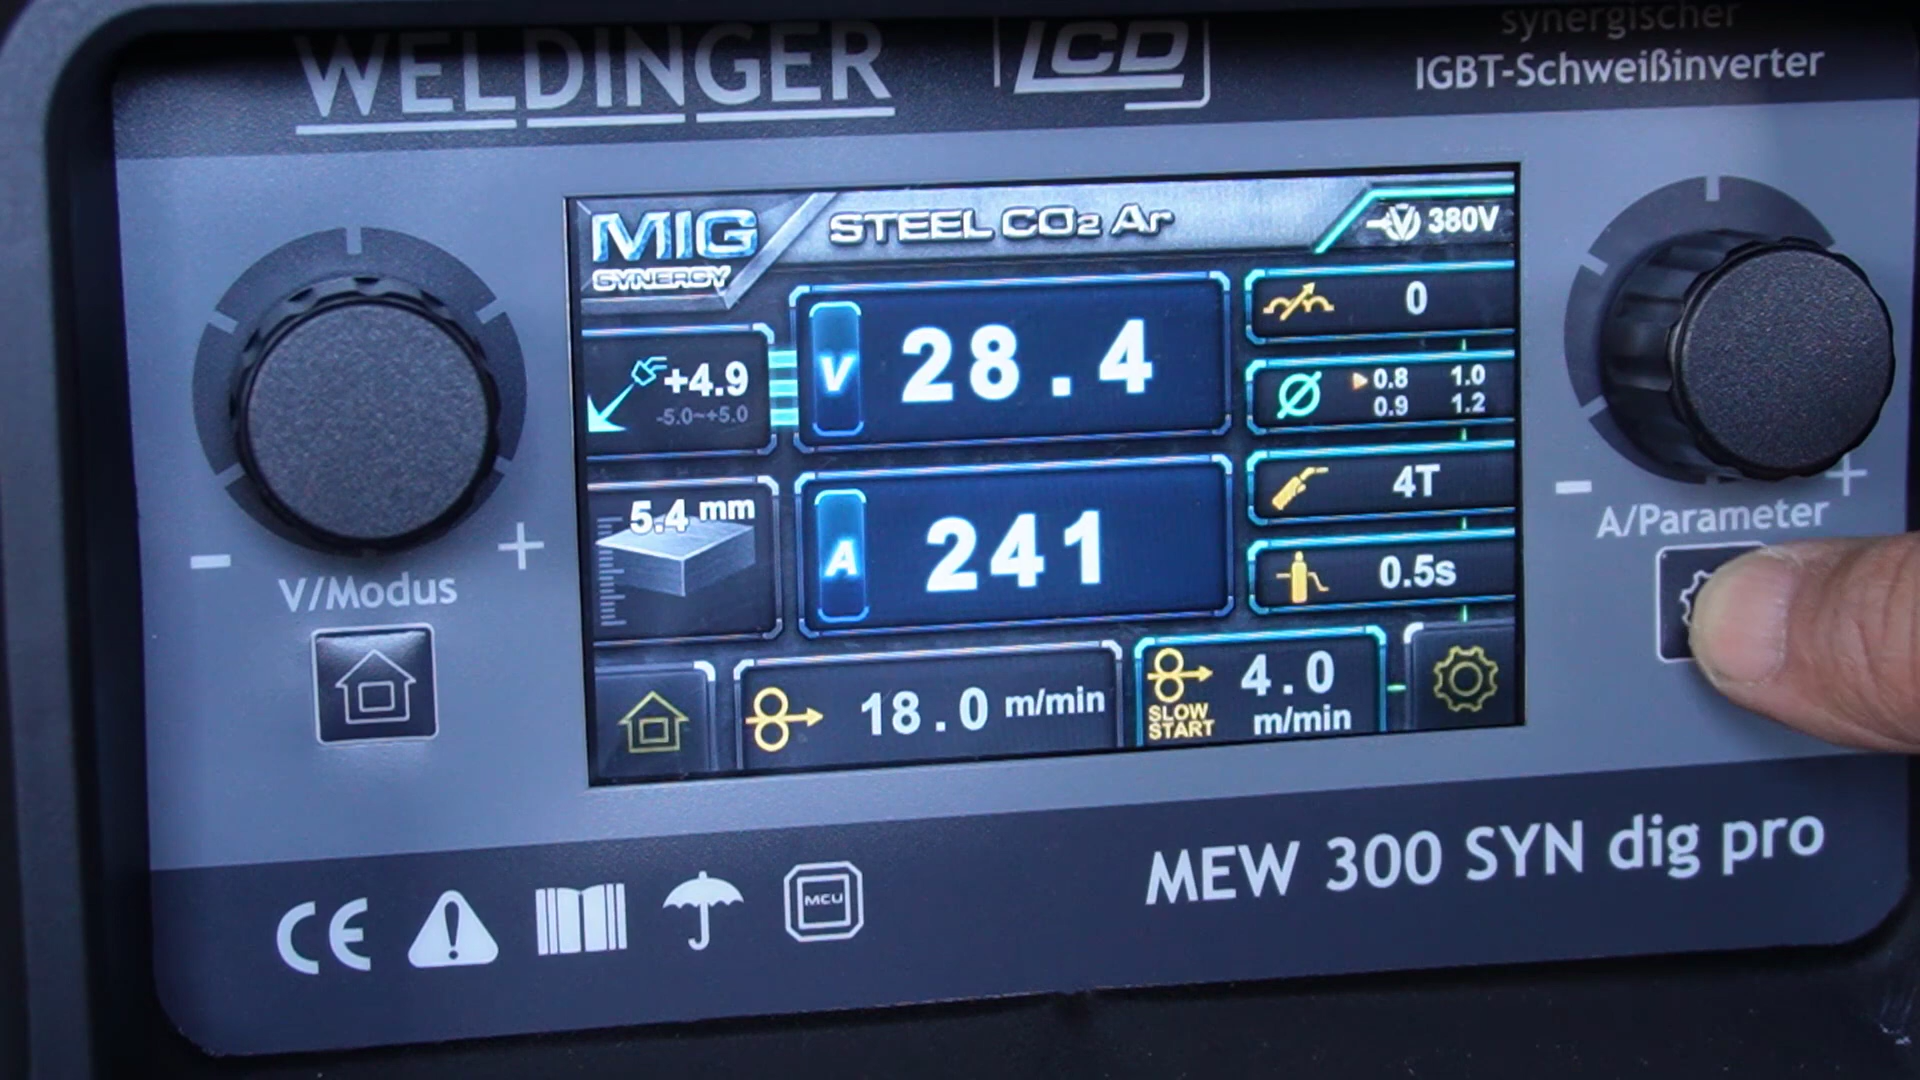 WELDINGER
LCD
synergischer
IGBT-Schweißinverter
MIG
SYNERGY
STEEL CO₂ Ar
380V
+4.9
-5.0~+5.0
V
28.4
0
0.8 1.0
0.9 1.2
5.4 mm
A
241
4T
0.5s
18.0 m/min
SLOW
START
4.0
m/min
- +
V/Modus
- +
A/Parameter
CE
MCU
MEW 300 SYN dig pro